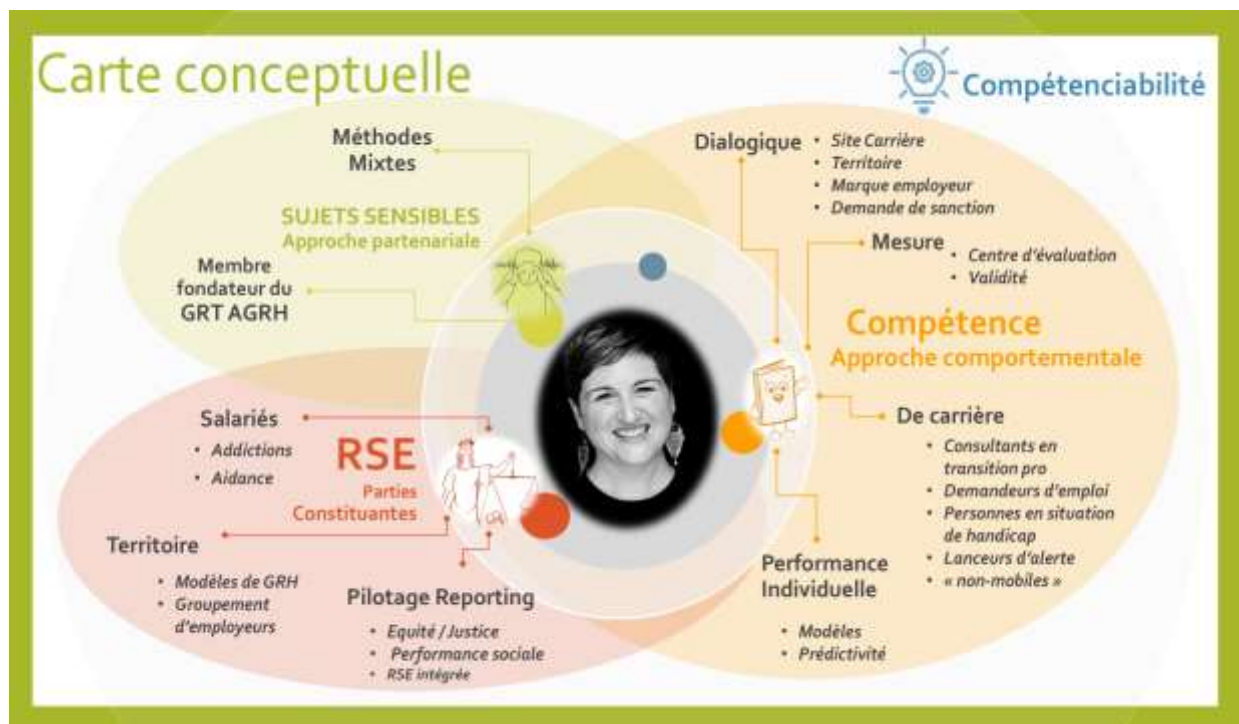 Carte conceptuelle
Compétenciabilité
Méthodes
Mixtes
SUJETS SENSIBLES
Approche partenariale
Membre
fondateur du
GRT AGRH
Dialogique
• Site Carrière
• Territoire
• Marque employeur
• Demande de sanction
Mesure
• Centre d'évaluation
• Validité
Compétence
Approche comportementale
De carrière
• Consultants en
transition pro
• Demandeurs d'emploi
• Personnes en situation
de handicap
• Lanceurs d'alerte
• « non-mobiles »
Performance
Individuelle
• Modèles
• Prédictivité
Salariés
• Addictions
• Aidance
RSE
Parties
Constituantes
Territoire
• Modèles de GRH
• Groupement
d'employeurs
Pilotage Reporting
• Equité / Justice
• Performance sociale
• RSE intégrée